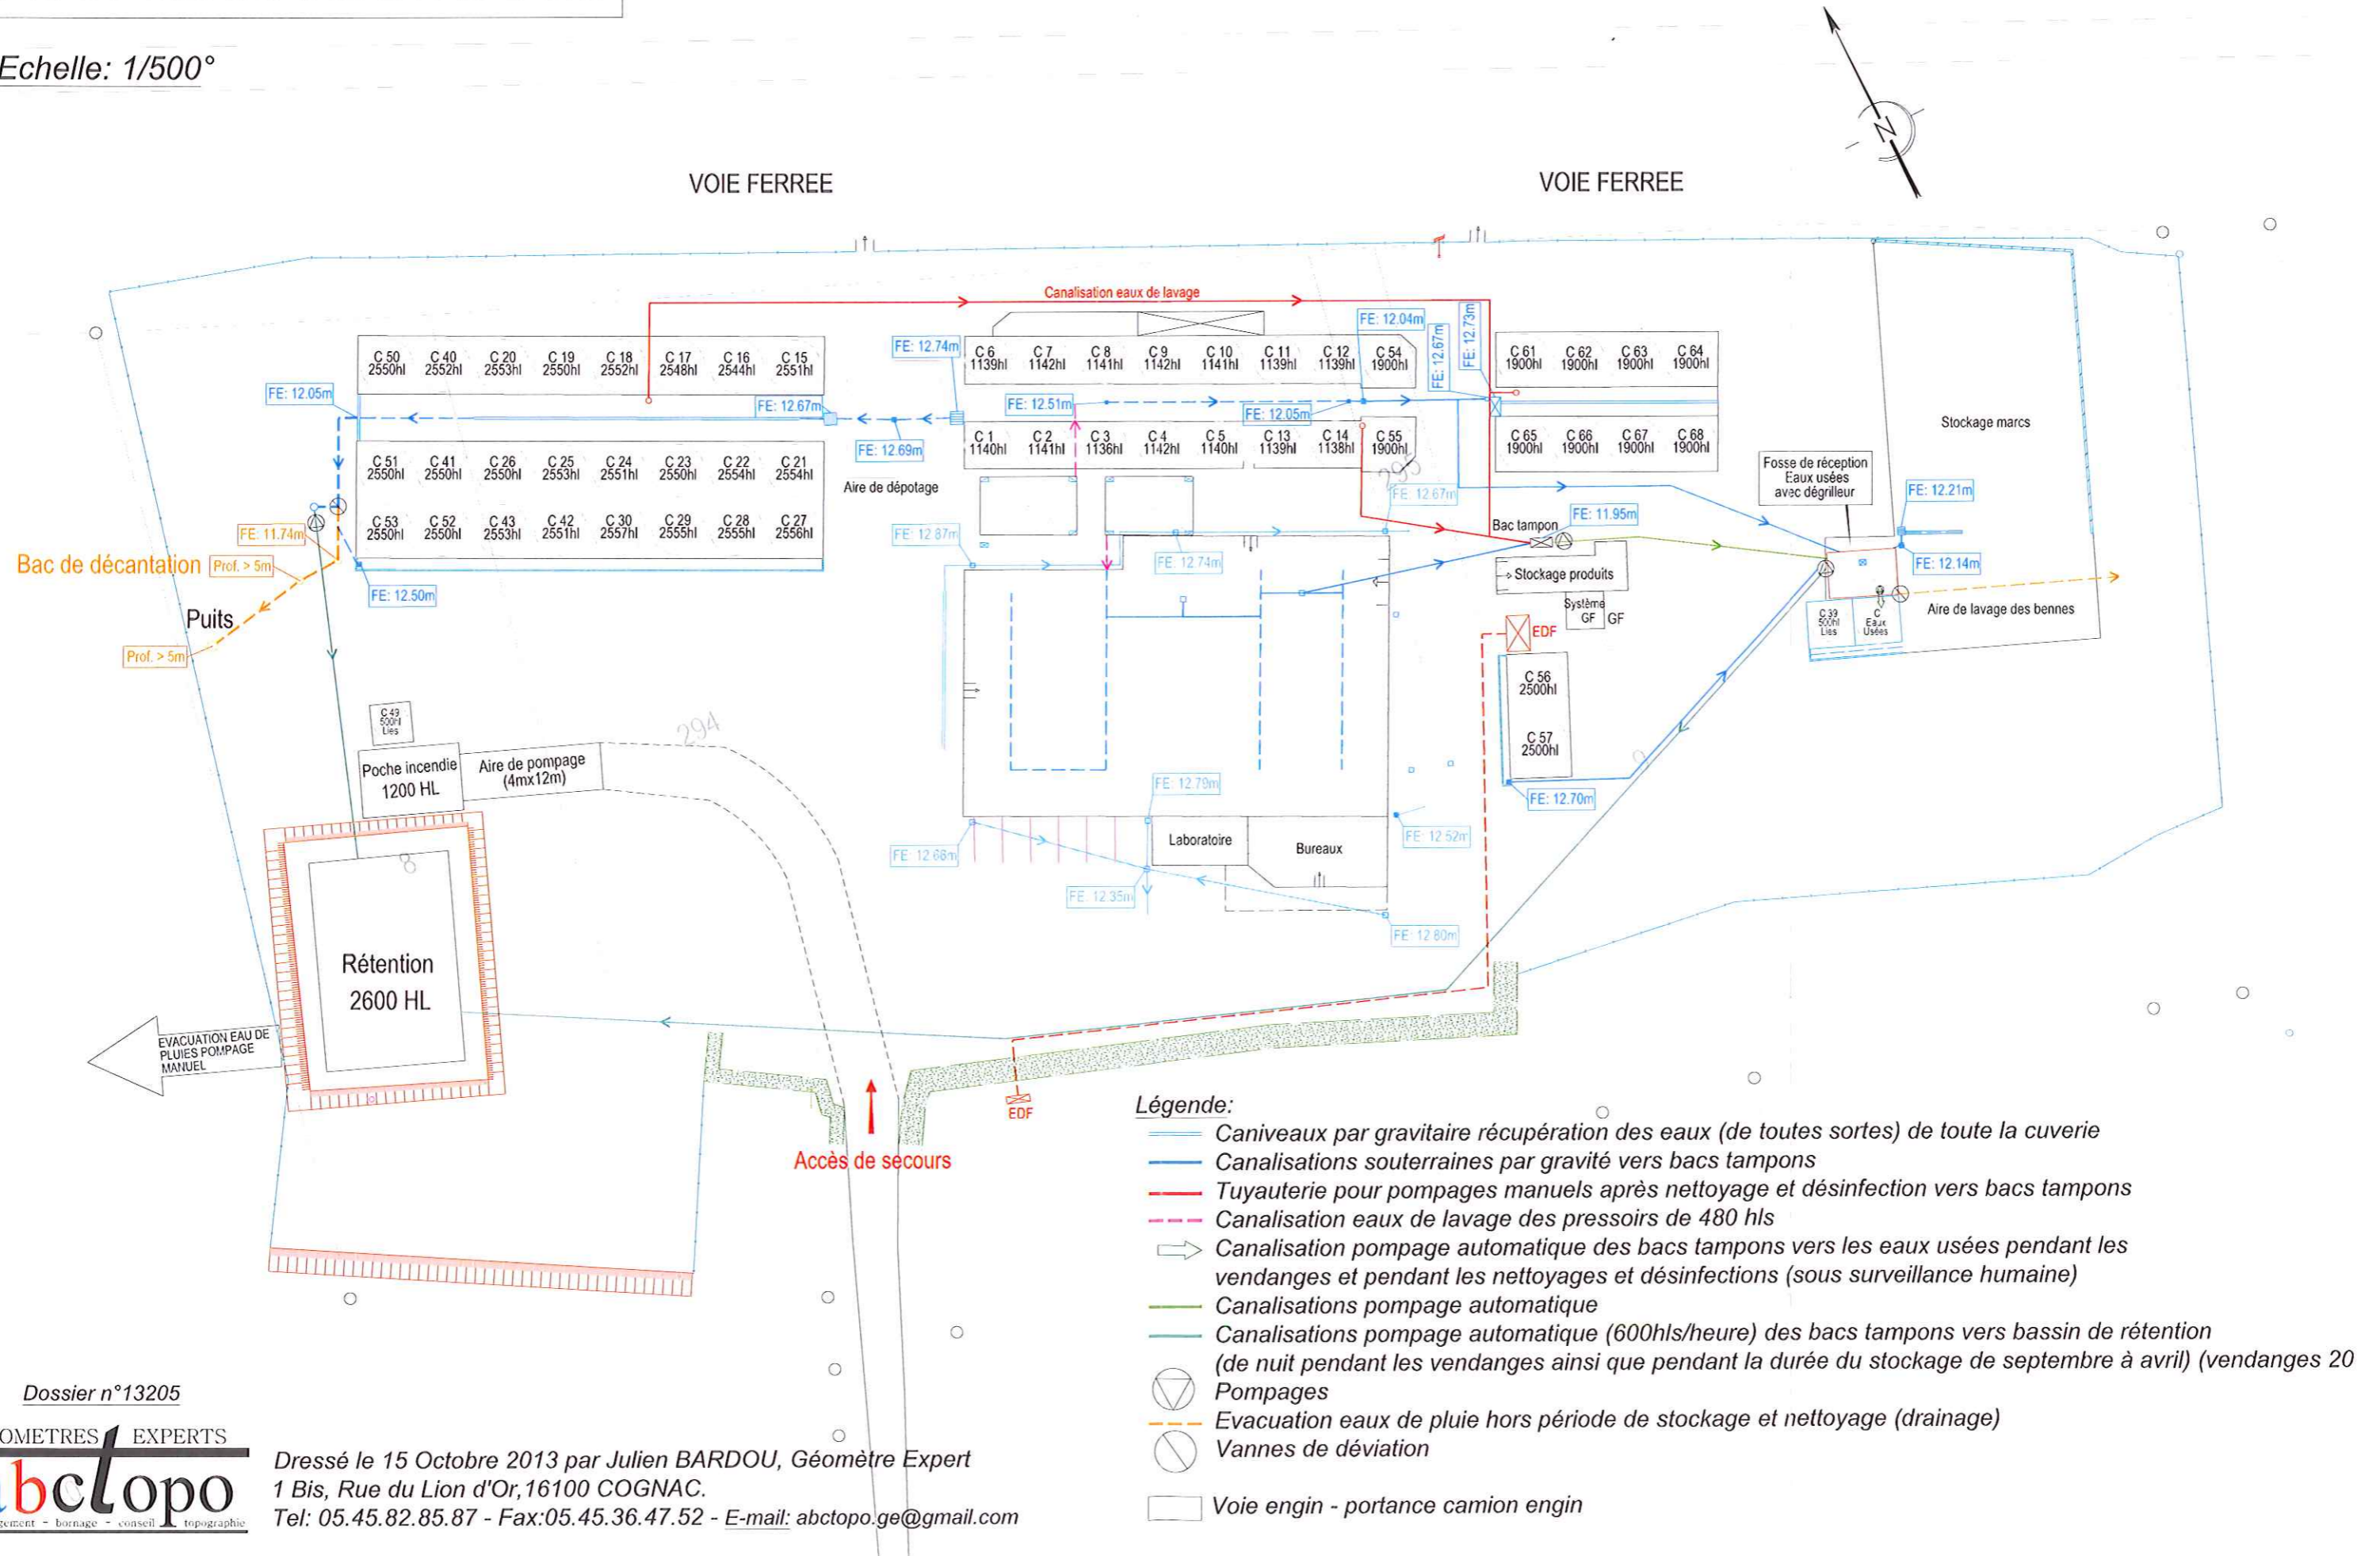 Echelle: 1/500°
N
VOIE FERREE
VOIE FERREE
Canalisation eaux de lavage
FE: 12.04m
FE: 12.67m
FE: 12.73m
FE: 12.74m
C 50
2550hl
C 40
2552hl
C 20
2553hl
C 19
2550hl
C 18
2552hl
C 17
2548hl
C 16
2544hl
C 15
2551hl
C 6
1139hl
C 7
1142hl
C 8
1141hl
C 9
1142hl
C 10
1141hl
C 11
1139hl
C 12
1139hl
C 54
1900hl
C 61
1900hl
C 62
1900hl
C 63
1900hl
C 64
1900hl
FE: 12.05m
FE: 12.67m
FE: 12.51m
FE: 12.05m
FE: 12.69m
Stockage marcs
C 1
1140hl
C 2
1141hl
C 3
1136hl
C 4
1142hl
C 5
1140hl
C 13
1139hl
C 14
1138hl
C 55
1900hl
C 65
1900hl
C 66
1900hl
C 67
1900hl
C 68
1900hl
C 51
2550hl
C 41
2550hl
C 26
2550hl
C 25
2553hl
C 24
2551hl
C 23
2550hl
C 22
2554hl
C 21
2554hl
C 53
2550hl
C 52
2550hl
C 43
2553hl
C 42
2551hl
C 30
2557hl
C 29
2555hl
C 28
2555hl
C 27
2556hl
Aire de dépotage
295
FE: 12.67m
Fosse de réception
Eaux usées
avec dégrilleur
FE: 12.21m
Bac tampon
FE: 11.95m
FE: 11.74m
FE: 12.87m
FE: 12.74m
FE: 12.14m
Bac de décantation
Prof. > 5m
FE: 12.50m
Stockage produits
Système
GF
GF
Puits
Prof. > 5m
EDF
C 39
500hl
Lies
C
Eaux
Usées
Aire de lavage des bennes
C 56
2500hl
C 57
2500hl
FE: 12.70m
C 49
500hl
Lies
294
Poche incendie
1200 HL
Aire de pompage
(4mx12m)
FE: 12.79m
FE: 12.68m
Laboratoire
Bureaux
FE: 12.52m
FE: 12.35m
FE: 12.80m
Rétention
2600 HL
EVACUATION EAU DE
PLUIES POMPAGE
MANUEL
EDF
Accès de secours
Légende:
Caniveaux par gravitaire récupération des eaux (de toutes sortes) de toute la cuverie
Canalisations souterraines par gravité vers bacs tampons
Tuyauterie pour pompages manuels après nettoyage et désinfection vers bacs tampons
Canalisation eaux de lavage des pressoirs de 480 hls
Canalisation pompage automatique des bacs tampons vers les eaux usées pendant les
vendanges et pendant les nettoyages et désinfections (sous surveillance humaine)
Canalisations pompage automatique
Canalisations pompage automatique (600hls/heure) des bacs tampons vers bassin de rétention
(de nuit pendant les vendanges ainsi que pendant la durée du stockage de septembre à avril) (vendanges 20
Pompages
Evacuation eaux de pluie hors période de stockage et nettoyage (drainage)
Vannes de déviation
Voie engin - portance camion engin
Dossier n°13205
OMETRES EXPERTS
abctopo
gement - bornage - conseil topographie
Dressé le 15 Octobre 2013 par Julien BARDOU, Géomètre Expert
1 Bis, Rue du Lion d'Or,16100 COGNAC.
Tel: 05.45.82.85.87 - Fax:05.45.36.47.52 - E-mail: abctopo.ge@gmail.com